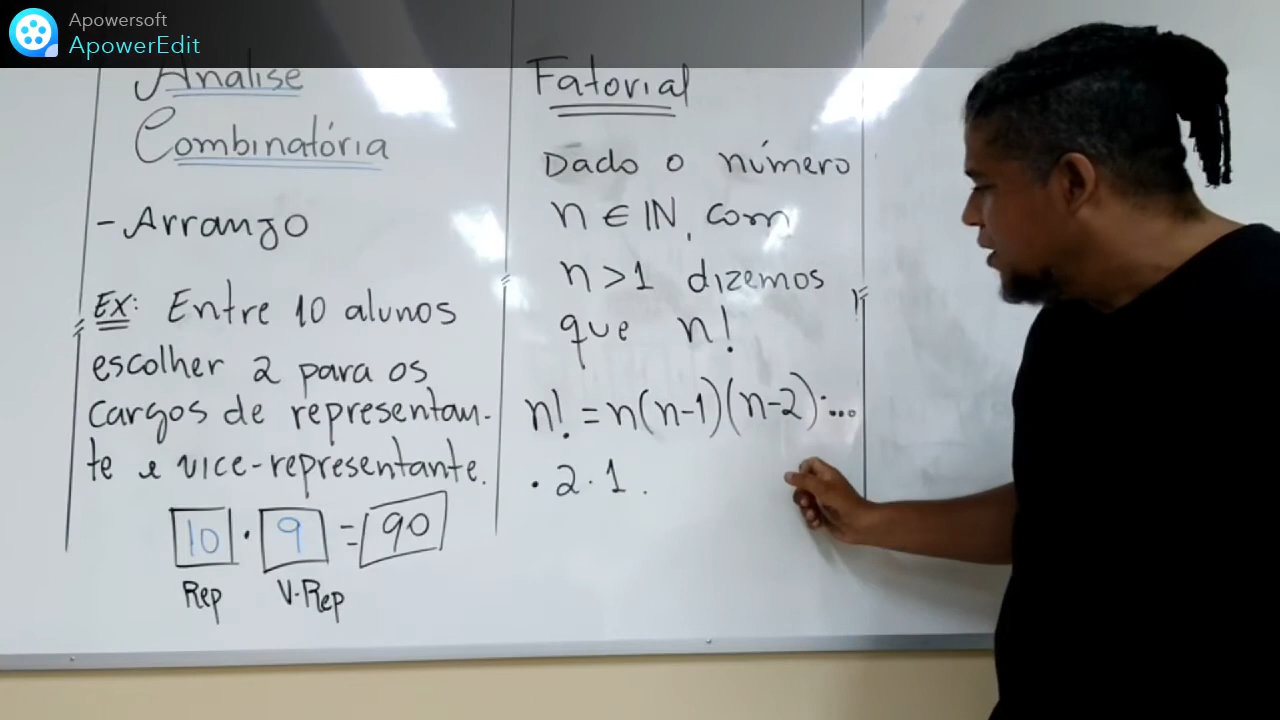 Apowersoft
ApowerEdit
Análise
Combinatória
- Arranjo
EX: Entre 10 alunos
escolher 2 para os
cargos de representan-
te e vice-representante.
10 · 9 = 90
Rep V-Rep
Fatorial
Dado o número
n ∈ IN, com
n > 1 dizemos
que n!
n! = n(n-1)(n-2)·...
· 2 · 1.